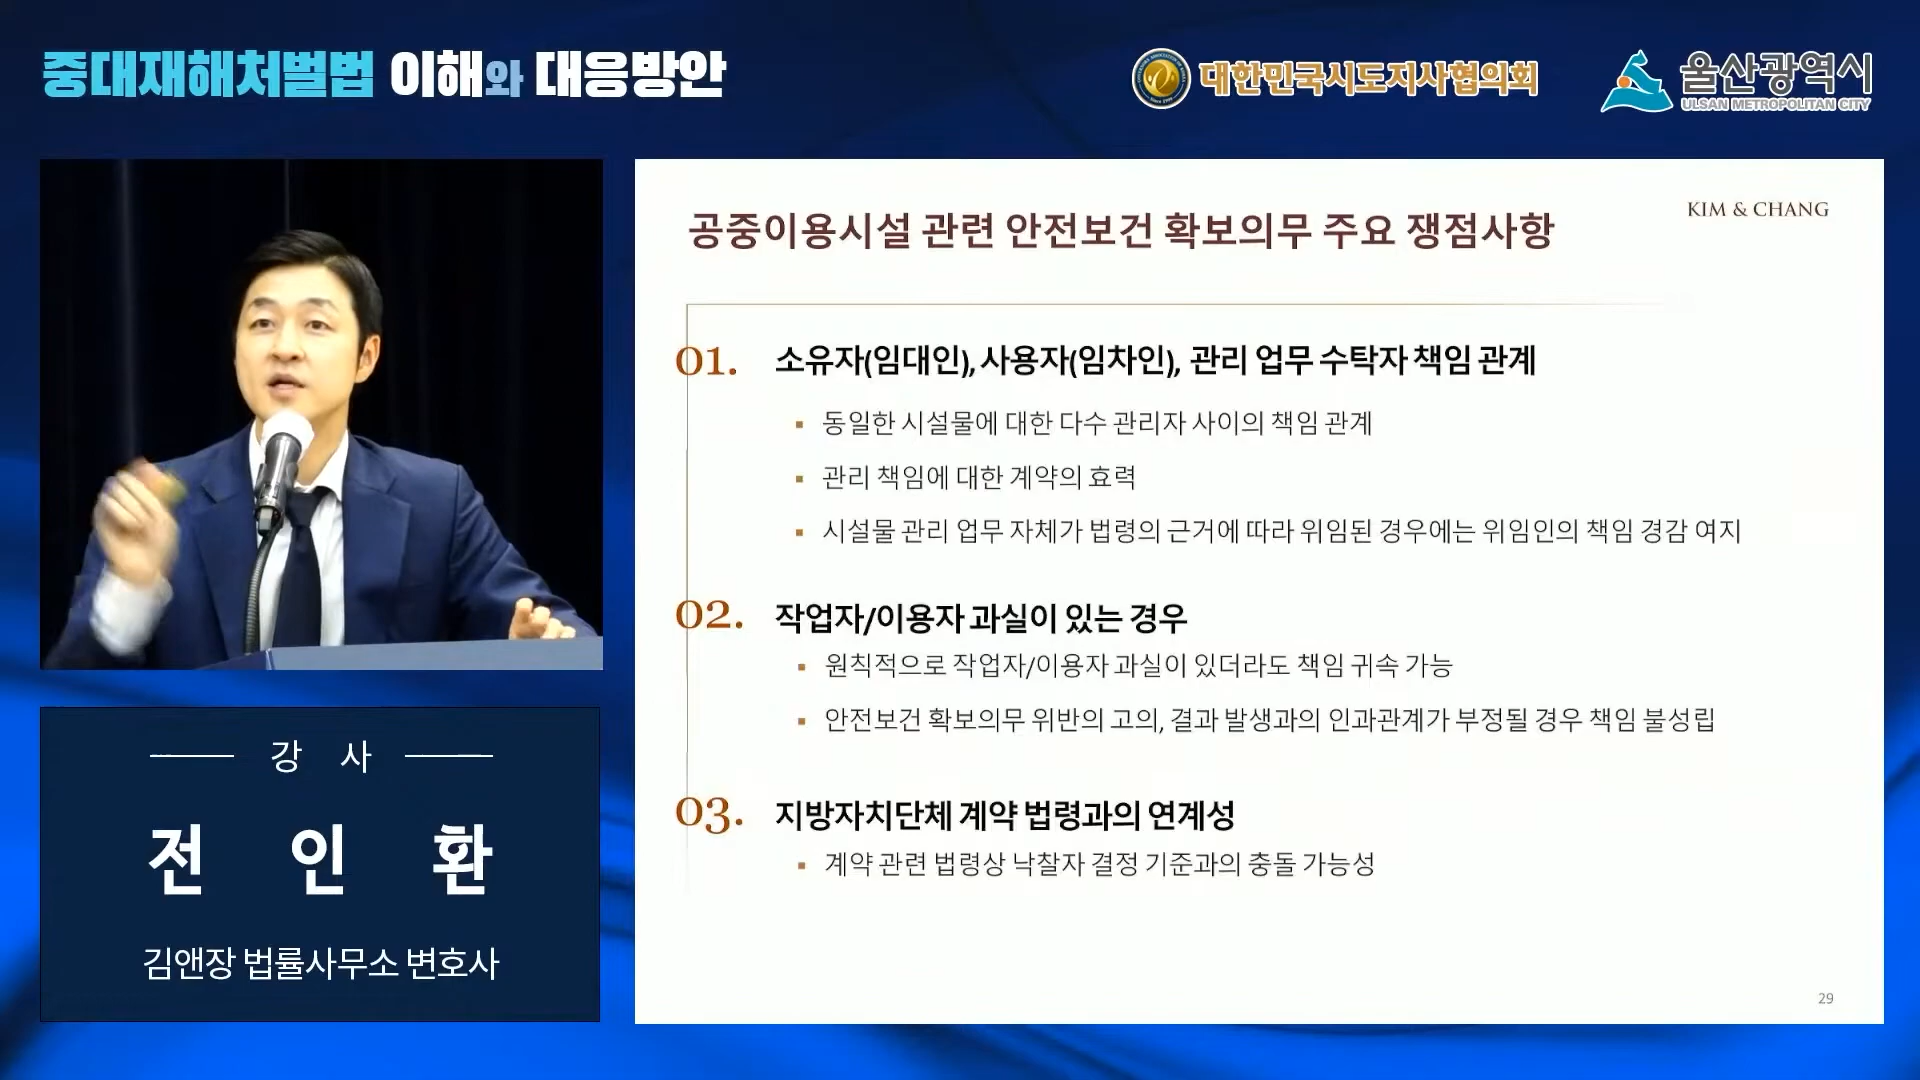 중대재해처벌법 이해와 대응방안
대한민국시도지사협의회
울산광역시
ULSAN METROPOLITAN CITY
강 사
전 인 환
김앤장 법률사무소 변호사
KIM & CHANG
공중이용시설 관련 안전보건 확보의무 주요 쟁점사항
01. 소유자(임대인), 사용자(임차인), 관리 업무 수탁자 책임 관계
▪ 동일한 시설물에 대한 다수 관리자 사이의 책임 관계
▪ 관리 책임에 대한 계약의 효력
▪ 시설물 관리 업무 자체가 법령의 근거에 따라 위임된 경우에는 위임인의 책임 경감 여지
02. 작업자/이용자 과실이 있는 경우
▪ 원칙적으로 작업자/이용자 과실이 있더라도 책임 귀속 가능
▪ 안전보건 확보의무 위반의 고의, 결과 발생과의 인과관계가 부정될 경우 책임 불성립
03. 지방자치단체 계약 법령과의 연계성
▪ 계약 관련 법령상 낙찰자 결정 기준과의 충돌 가능성
29